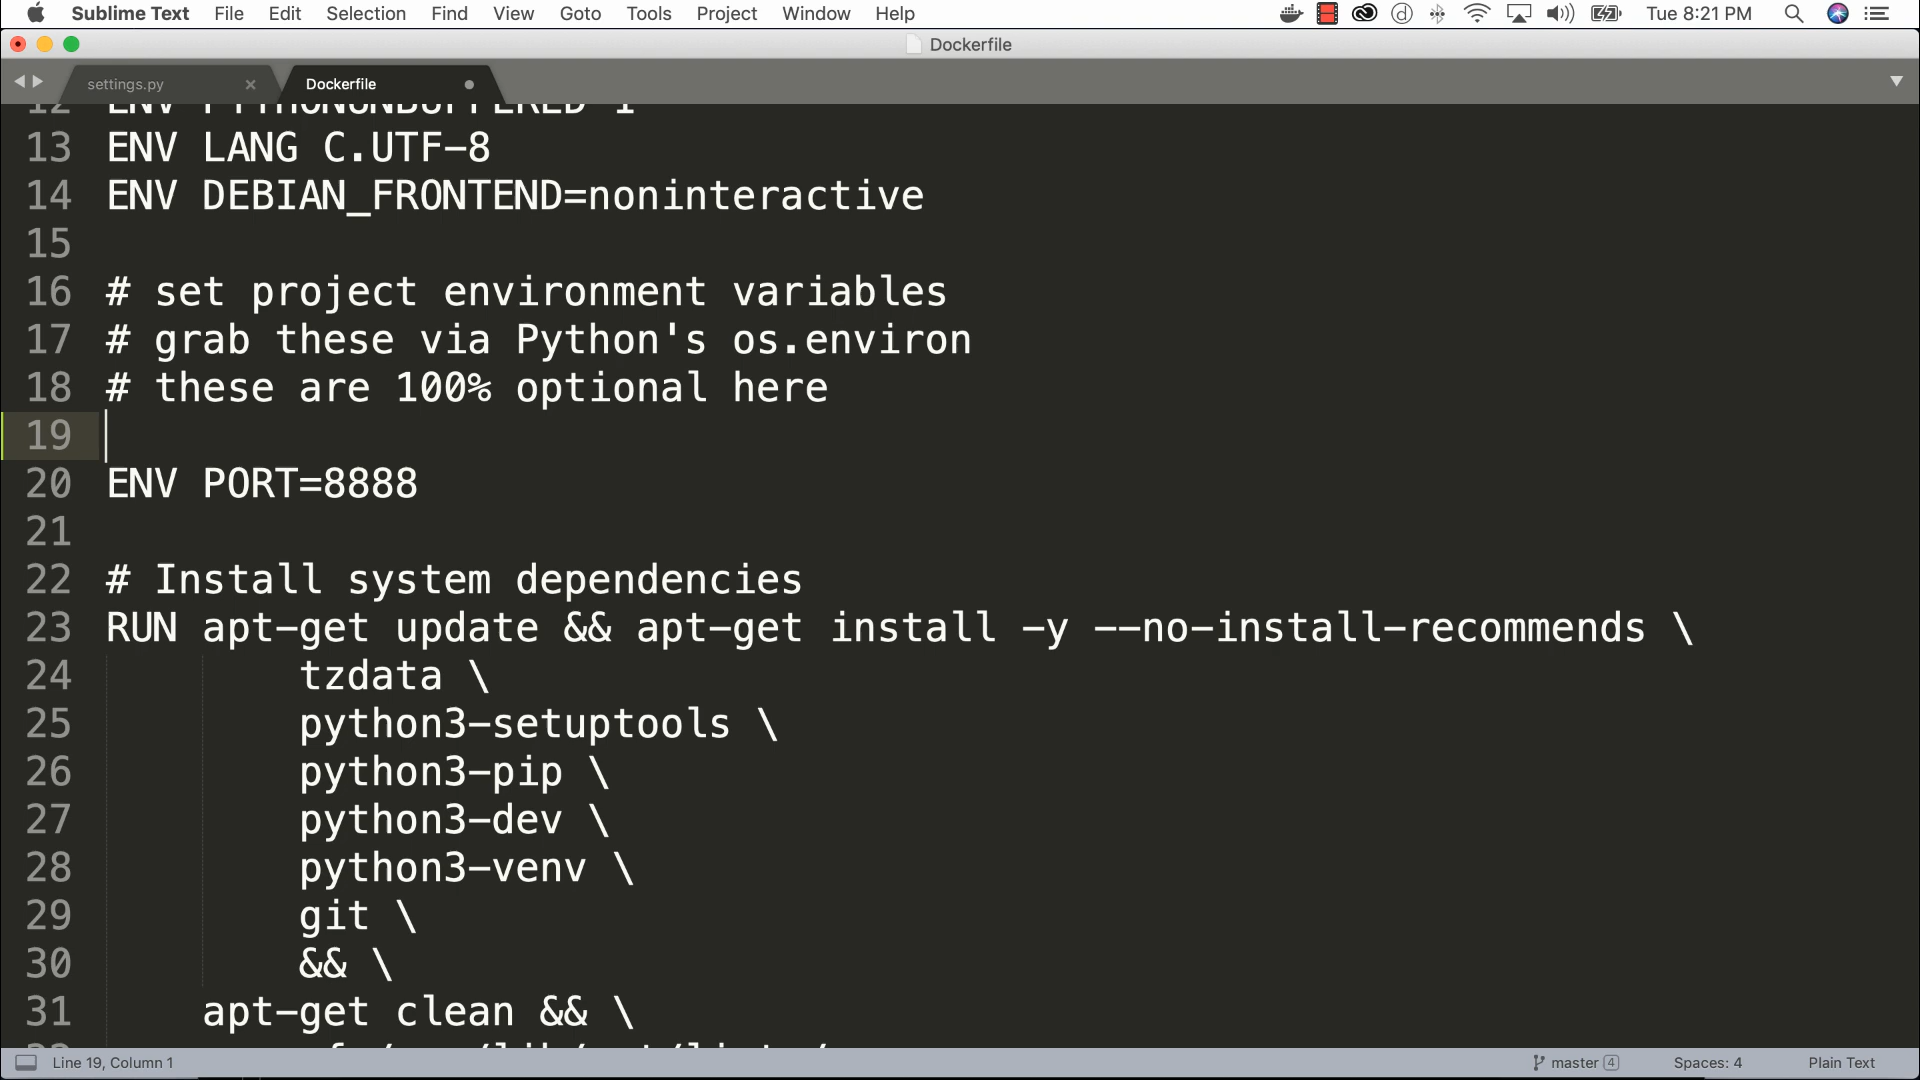 Sublime Text File Edit Selection Find View Goto Tools Project Window Help Tue 8:21 PM
Dockerfile
settings.py Dockerfile
12 ENV PYTHONUNBUFFERED 1
13 ENV LANG C.UTF-8
14 ENV DEBIAN_FRONTEND=noninteractive
15
16 # set project environment variables
17 # grab these via Python's os.environ
18 # these are 100% optional here
19
20 ENV PORT=8888
21
22 # Install system dependencies
23 RUN apt-get update && apt-get install -y --no-install-recommends \
24 tzdata \
25 python3-setuptools \
26 python3-pip \
27 python3-dev \
28 python3-venv \
29 git \
30 && \
31 apt-get clean && \
Line 19, Column 1 master 4 Spaces: 4 Plain Text